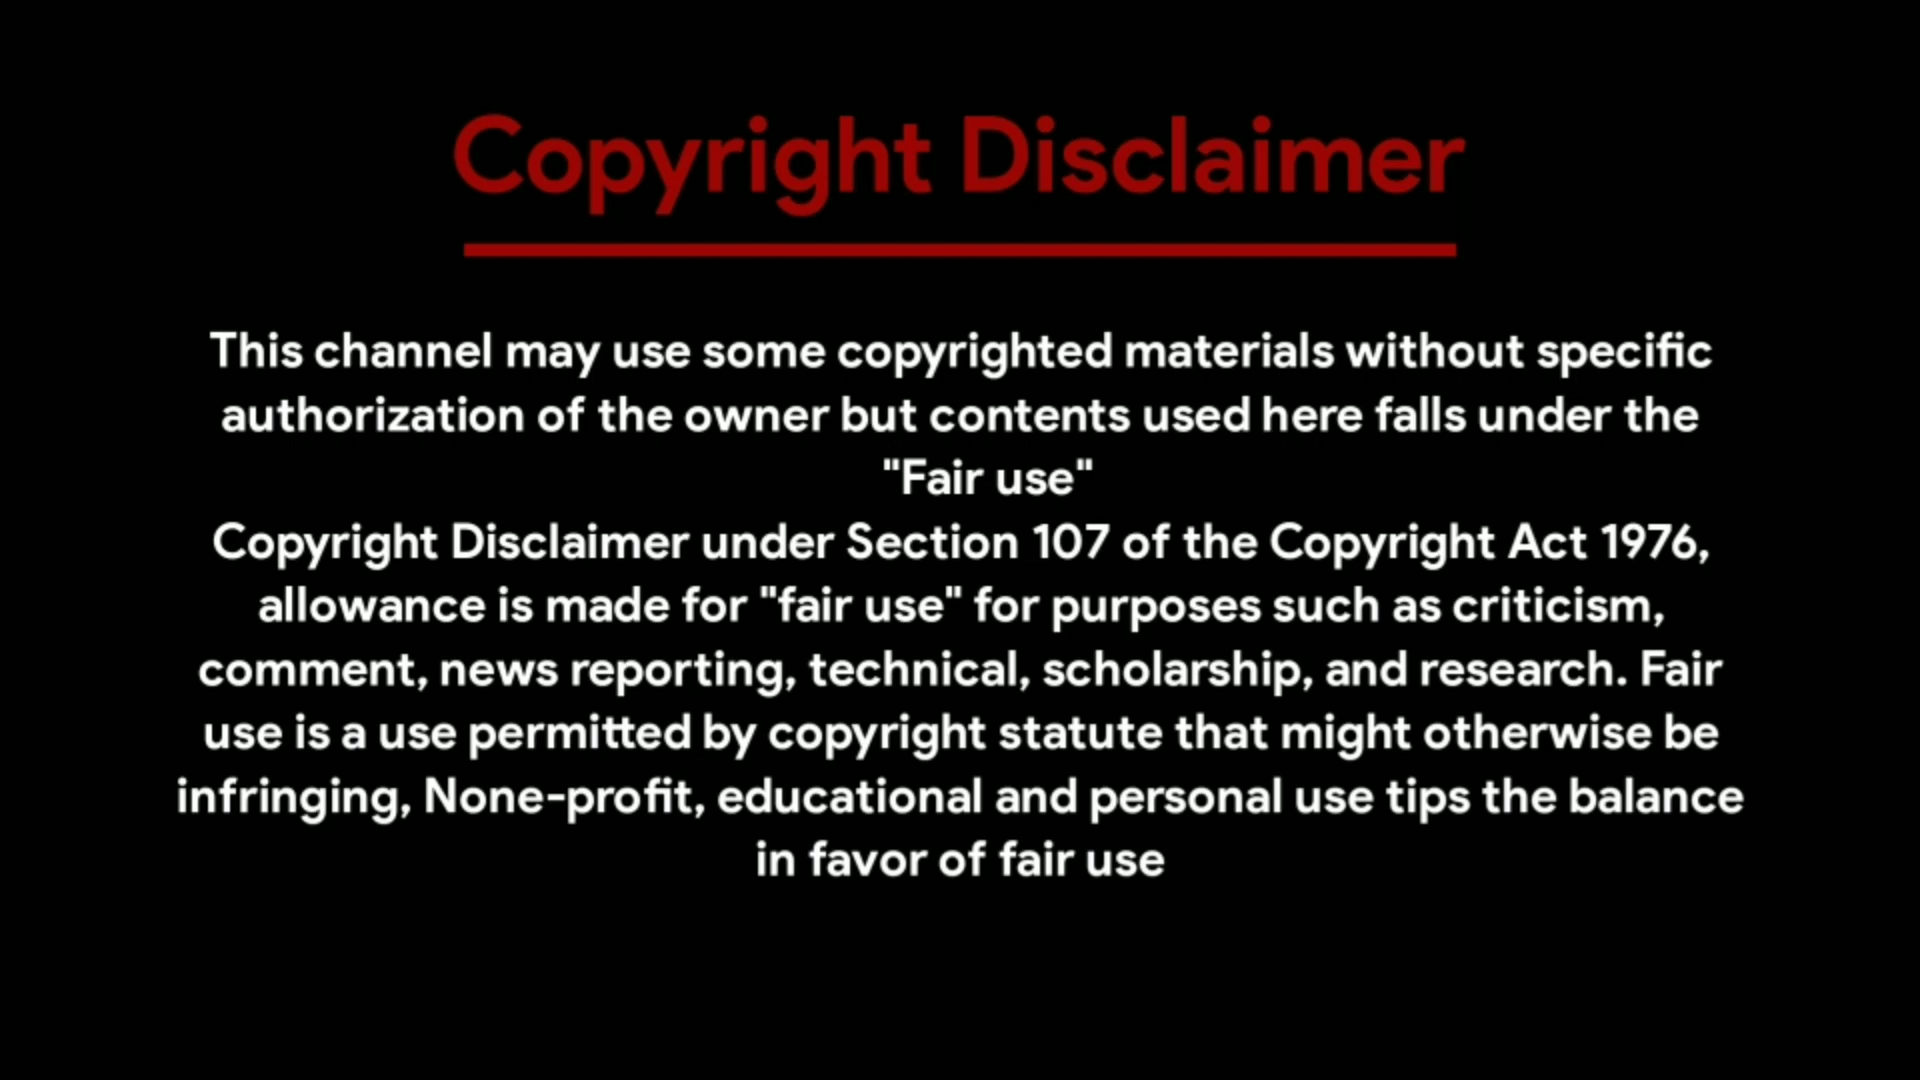 Copyright Disclaimer
This channel may use some copyrighted materials without specific
authorization of the owner but contents used here falls under the
"Fair use"
Copyright Disclaimer under Section 107 of the Copyright Act 1976,
allowance is made for "fair use" for purposes such as criticism,
comment, news reporting, technical, scholarship, and research. Fair
use is a use permitted by copyright statute that might otherwise be
infringing, None-profit, educational and personal use tips the balance
in favor of fair use